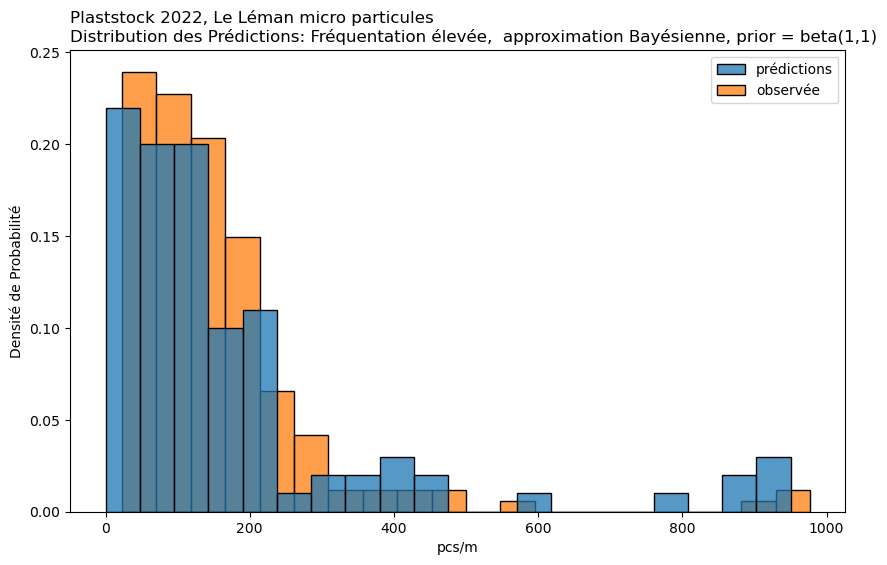 Plaststock 2022, Le Léman micro particules
Distribution des Prédictions: Fréquentation élevée,  approximation Bayésienne, prior = beta(1,1)
0.25
0.20
0.15
0.10
0.05
0.00
Densité de Probabilité
prédictions
observée
0 200 400 600 800 1000
pcs/m